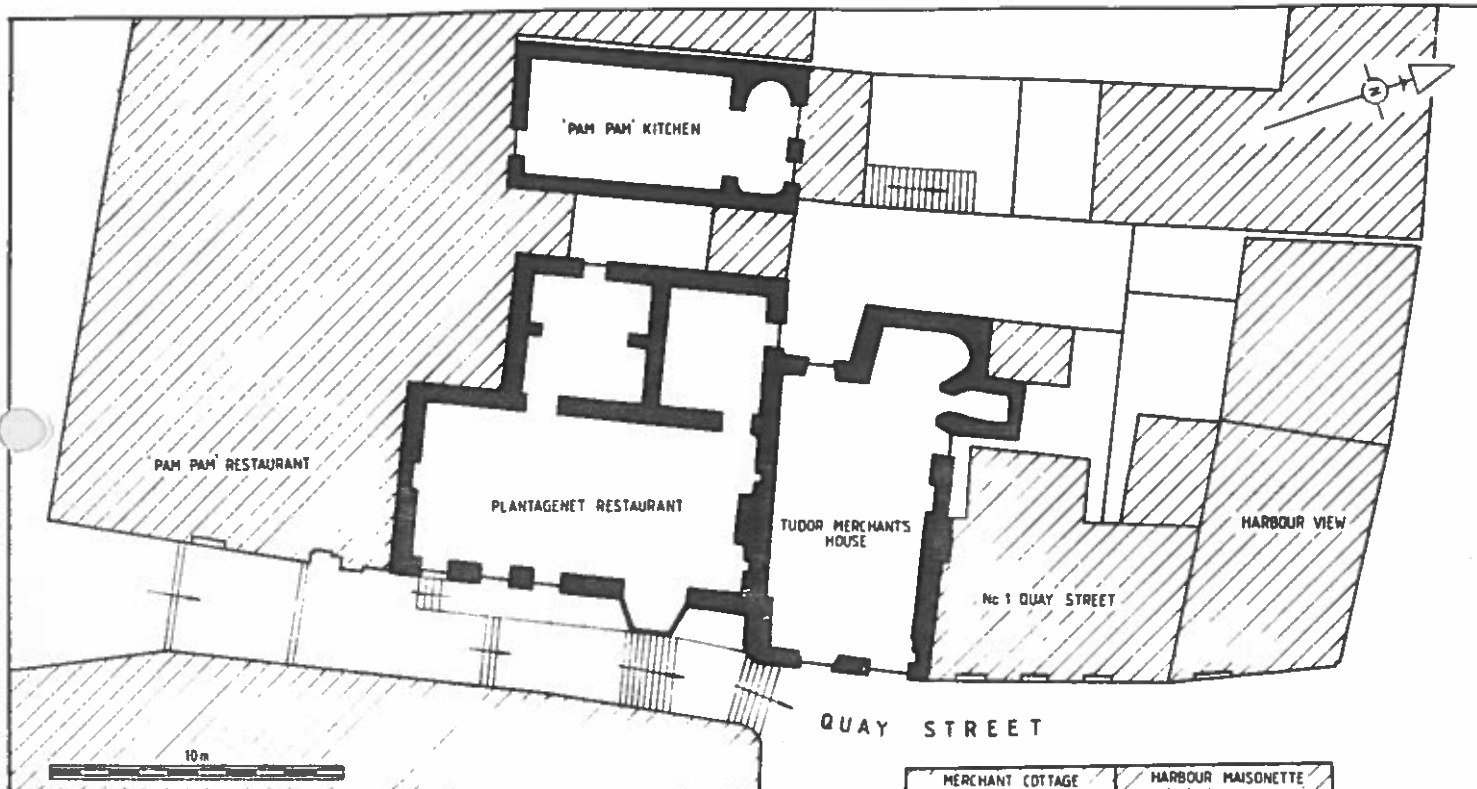 'PAM PAM' KITCHEN
N
'PAM PAM' RESTAURANT
PLANTAGENET RESTAURANT
TUDOR MERCHANTS
HOUSE
HARBOUR VIEW
No 1 QUAY STREET
QUAY STREET
10m
MERCHANT COTTAGE
HARBOUR MAISONETTE